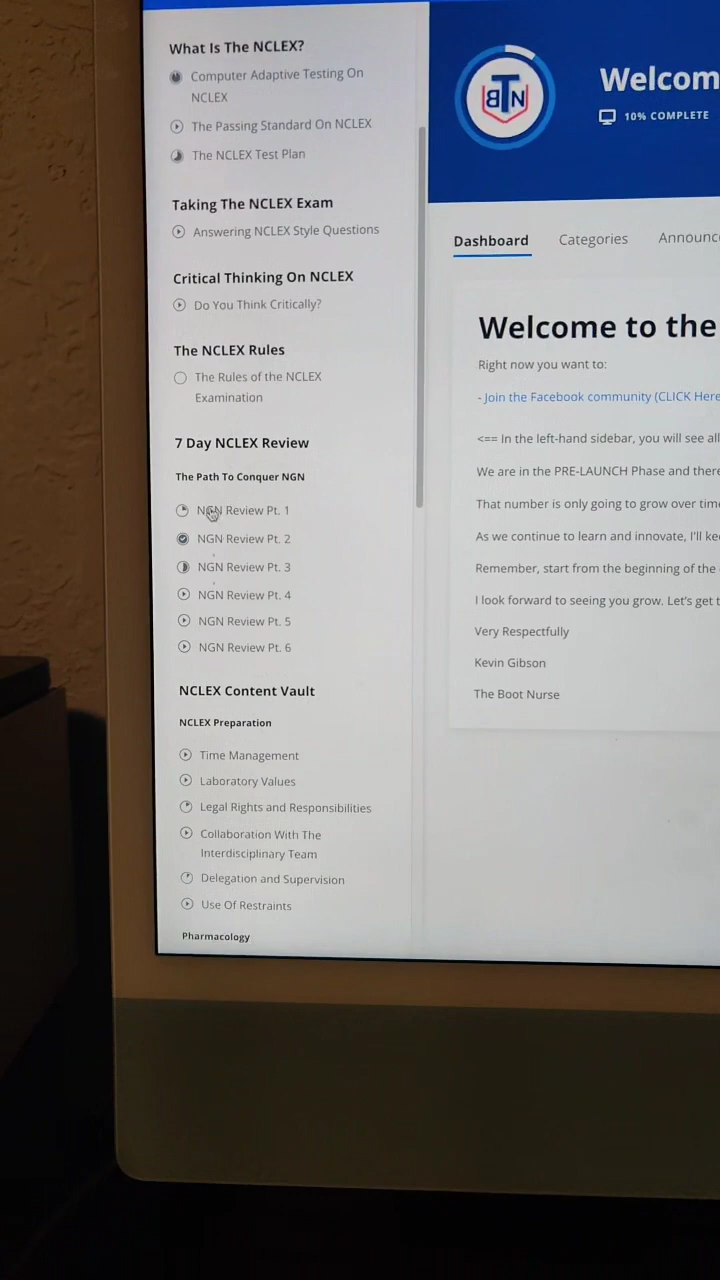 What Is The NCLEX?
Computer Adaptive Testing On
NCLEX
The Passing Standard On NCLEX
The NCLEX Test Plan
Taking The NCLEX Exam
Answering NCLEX Style Questions
Critical Thinking On NCLEX
Do You Think Critically?
The NCLEX Rules
The Rules of the NCLEX
Examination
7 Day NCLEX Review
The Path To Conquer NGN
NGN Review Pt. 1
NGN Review Pt. 2
NGN Review Pt. 3
NGN Review Pt. 4
NGN Review Pt. 5
NGN Review Pt. 6
NCLEX Content Vault
NCLEX Preparation
Time Management
Laboratory Values
Legal Rights and Responsibilities
Collaboration With The
Interdisciplinary Team
Delegation and Supervision
Use Of Restraints
Pharmacology
BTN
Welcom
10% COMPLETE
Dashboard Categories Announc
Welcome to the
Right now you want to:
- Join the Facebook community (CLICK Here
<== In the left-hand sidebar, you will see all
We are in the PRE-LAUNCH Phase and there
That number is only going to grow over time
As we continue to learn and innovate, I'll ke
Remember, start from the beginning of the
I look forward to seeing you grow. Let's get t
Very Respectfully
Kevin Gibson
The Boot Nurse